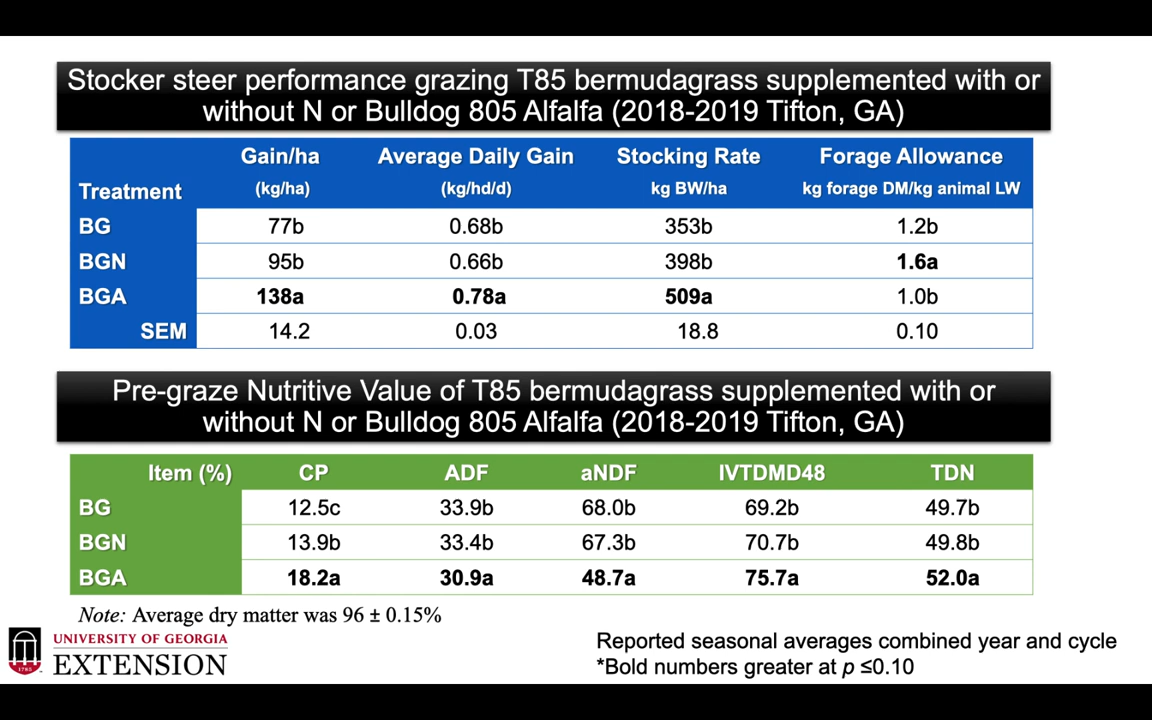 Stocker steer performance grazing T85 bermudagrass supplemented with or
without N or Bulldog 805 Alfalfa (2018-2019 Tifton, GA)
Treatment Gain/ha (kg/ha) Average Daily Gain (kg/hd/d) Stocking Rate kg BW/ha Forage Allowance kg forage DM/kg animal LW
BG 77b 0.68b 353b 1.2b
BGN 95b 0.66b 398b 1.6a
BGA 138a 0.78a 509a 1.0b
SEM 14.2 0.03 18.8 0.10
Pre-graze Nutritive Value of T85 bermudagrass supplemented with or
without N or Bulldog 805 Alfalfa (2018-2019 Tifton, GA)
Item (%) CP ADF aNDF IVTDMD48 TDN
BG 12.5c 33.9b 68.0b 69.2b 49.7b
BGN 13.9b 33.4b 67.3b 70.7b 49.8b
BGA 18.2a 30.9a 48.7a 75.7a 52.0a
Note: Average dry matter was 96 ± 0.15%
1785
UNIVERSITY OF GEORGIA
EXTENSION
Reported seasonal averages combined year and cycle
*Bold numbers greater at p ≤0.10